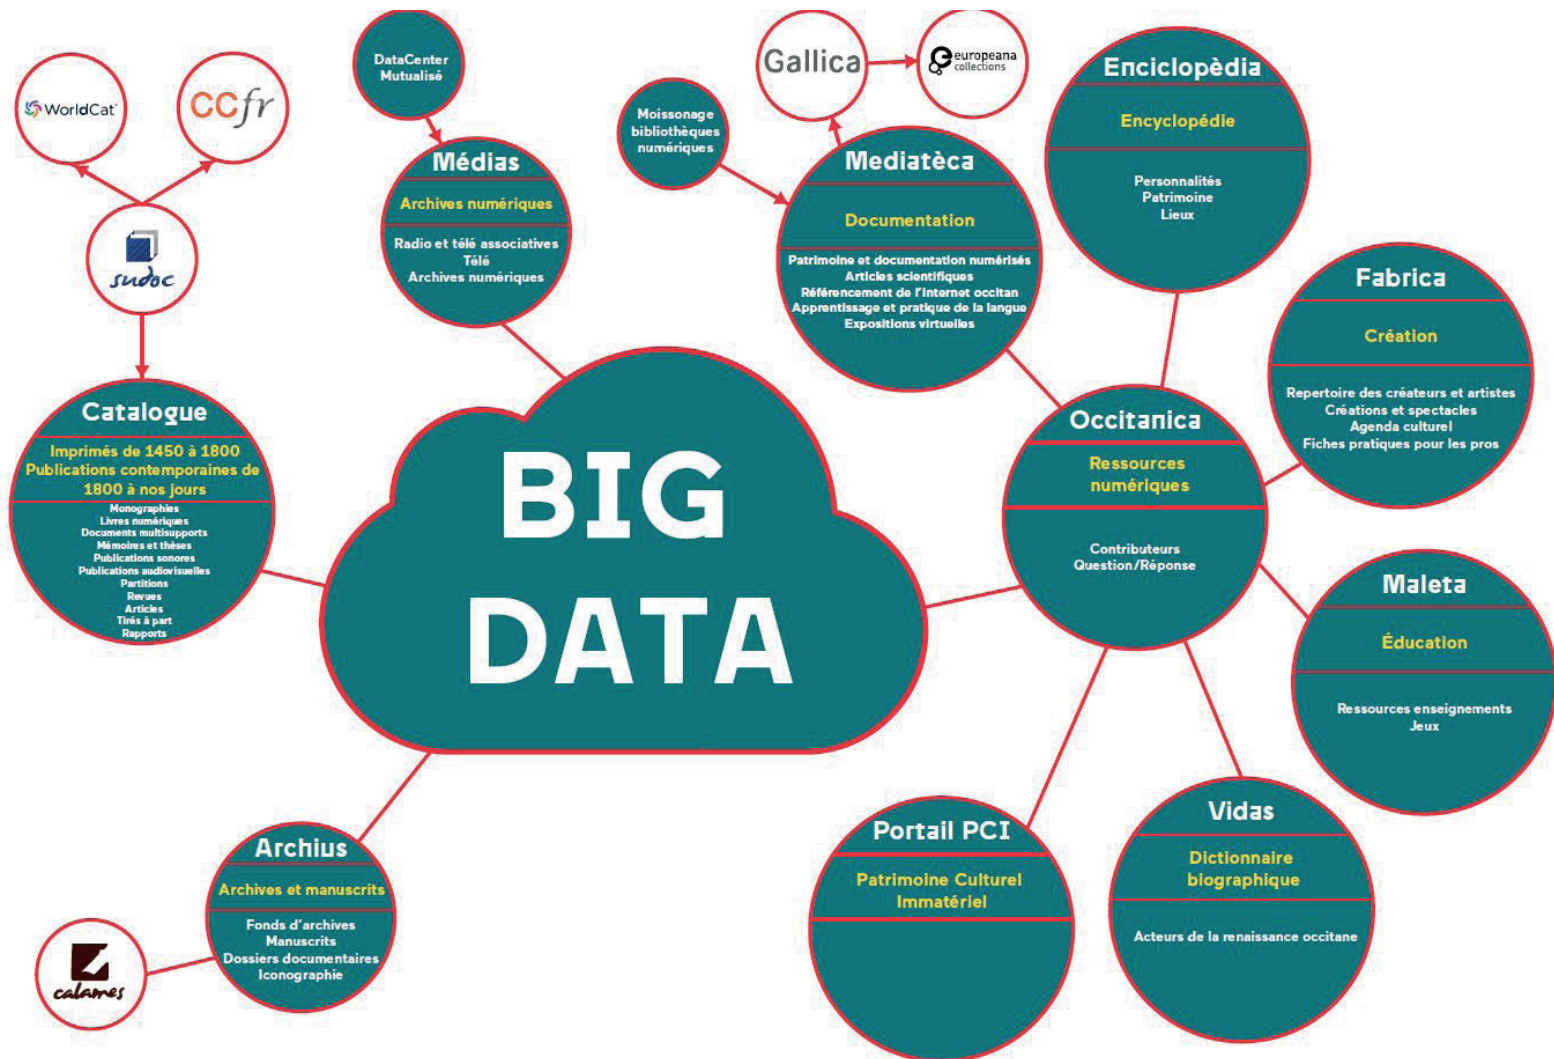 WorldCat
CCfr
sudoc
Catalogue
Imprimés de 1450 à 1800
Publications contemporaines de
1800 à nos jours
Monographies
Livres numériques
Documents multisupports
Mémoires et thèses
Publications sonores
Publications audiovisuelles
Partitions
Revues
Articles
Tirés à part
Rapports
DataCenter
Mutualisé
Médias
Archives numériques
Radio et télé associatives
Télé
Archives numériques
Moissonage
bibliothèques
numériques
Gallica
europeana
collections
Mediatèca
Documentation
Patrimoine et documentation numérisés
Articles scientifiques
Référencement de l'Internet occitan
Apprentissage et pratique de la langue
Expositions virtuelles
Enciclopèdia
Encyclopédie
Personnalités
Patrimoine
Lieux
Fabrica
Création
Repertoire des créateurs et artistes
Créations et spectacles
Agenda culturel
Fiches pratiques pour les pros
Occitanica
Ressources
numériques
Contributeurs
Question/Réponse
BIG
DATA
Maleta
Éducation
Ressources enseignements
Jeux
Vidas
Dictionnaire
biographique
Acteurs de la renaissance occitane
Portail PCI
Patrimoine Culturel
Immatériel
Archius
Archives et manuscrits
Fonds d'archives
Manuscrits
Dossiers documentaires
Iconographie
calames